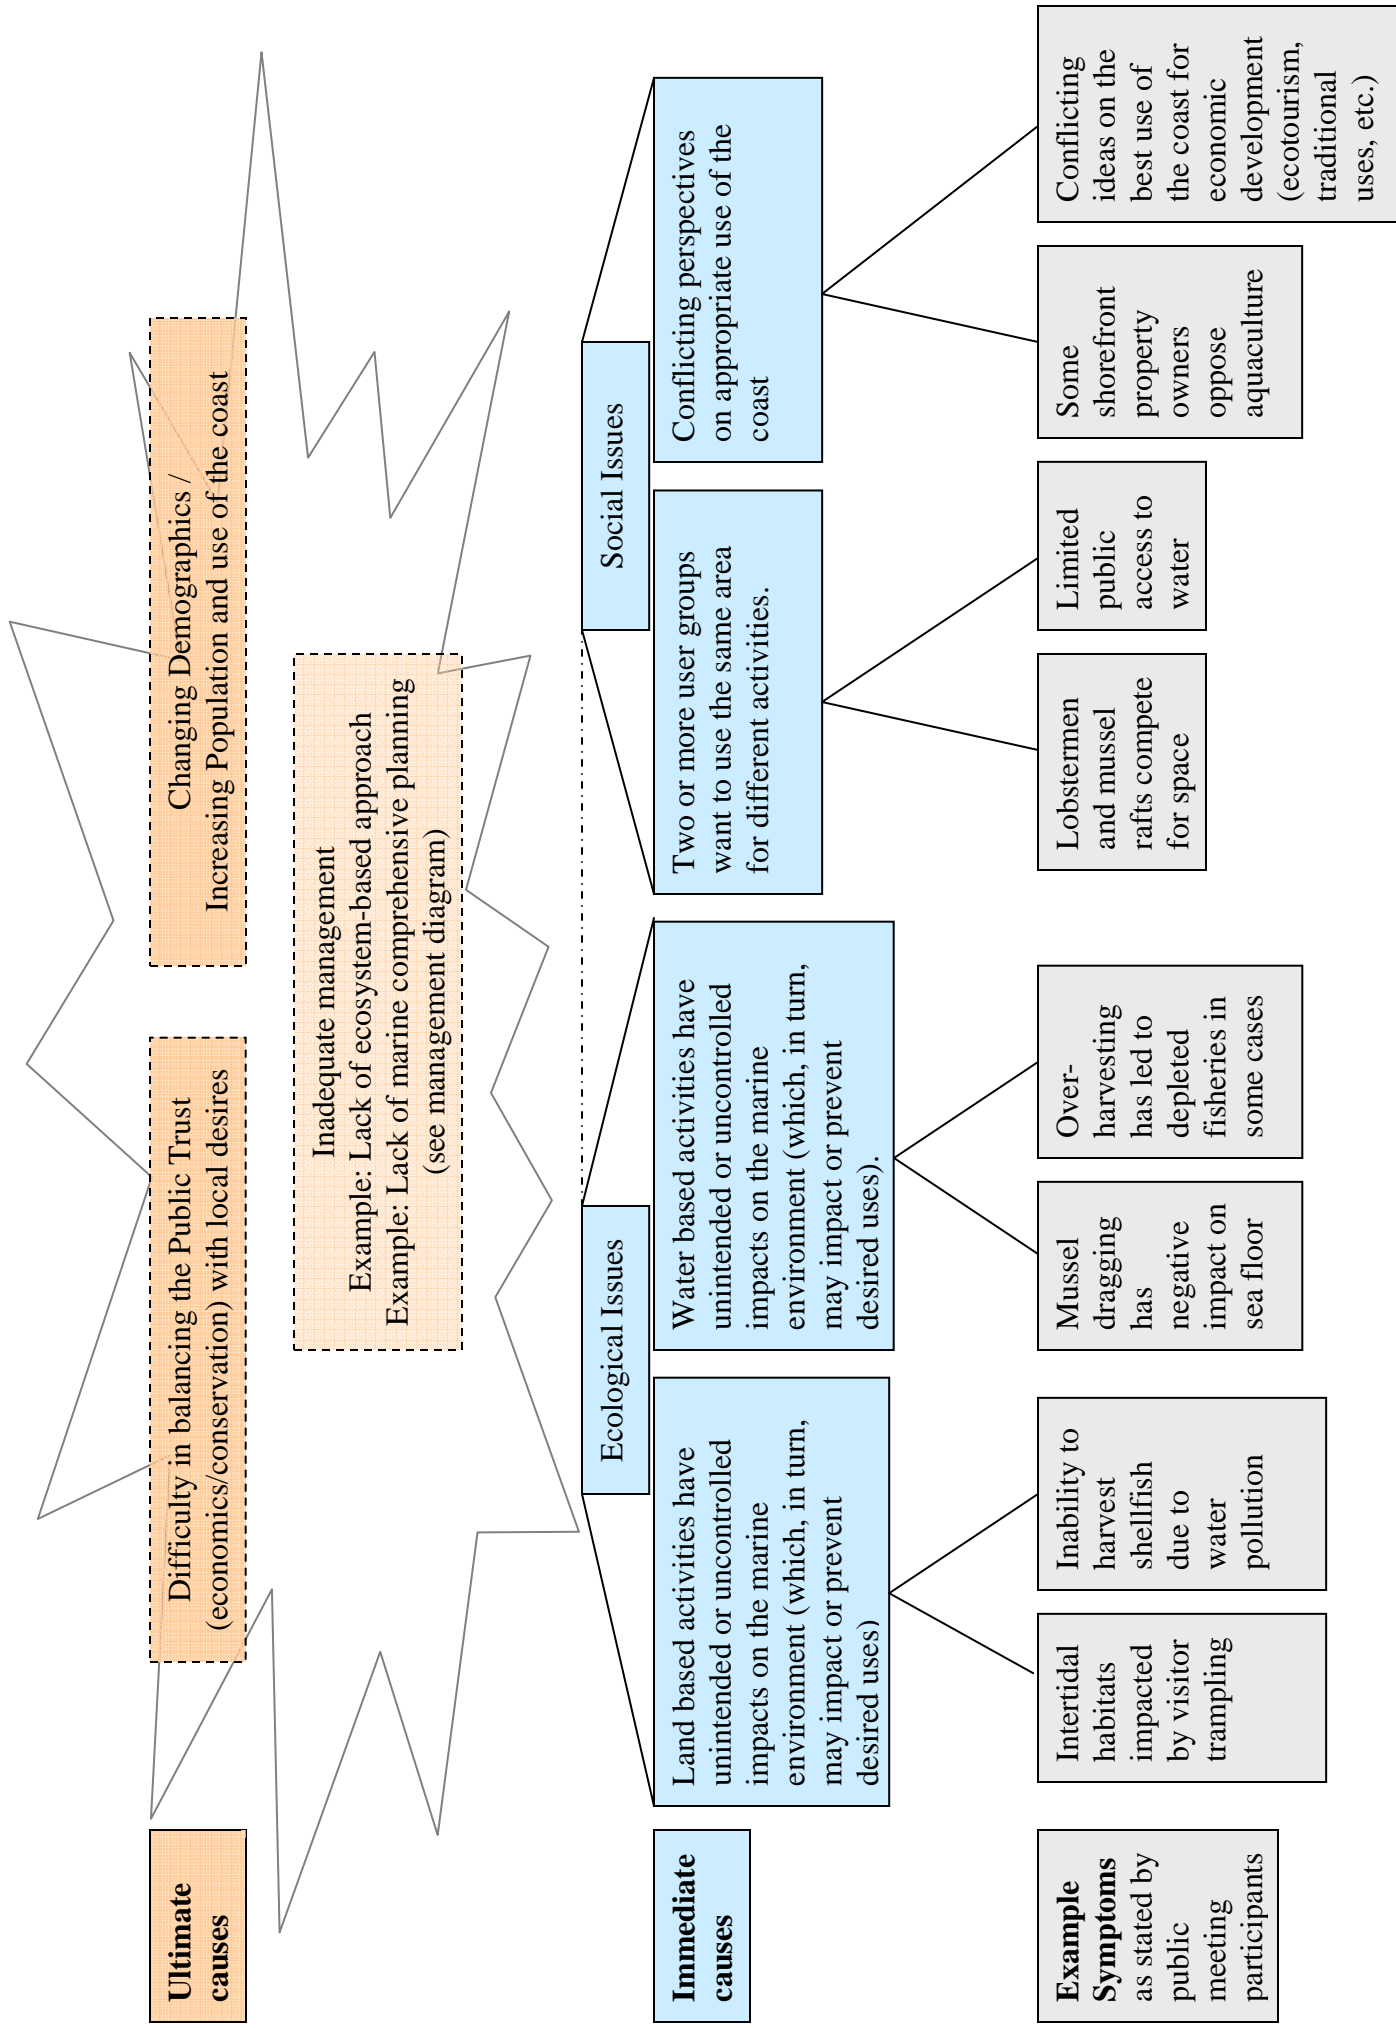 Ultimate
causes
Difficulty in balancing the Public Trust
(economics/conservation) with local desires
Changing Demographics /
Increasing Population and use of the coast
Inadequate management
Example: Lack of ecosystem-based approach
Example: Lack of marine comprehensive planning
(see management diagram)
Ecological Issues
Social Issues
Immediate
causes
Land based activities have
unintended or uncontrolled
impacts on the marine
environment (which, in turn,
may impact or prevent
desired uses)
Water based activities have
unintended or uncontrolled
impacts on the marine
environment (which, in turn,
may impact or prevent
desired uses).
Two or more user groups
want to use the same area
for different activities.
Conflicting perspectives
on appropriate use of the
coast
Example
Symptoms
as stated by
public
meeting
participants
Intertidal
habitats
impacted
by visitor
trampling
Inability to
harvest
shellfish
due to
water
pollution
Mussel
dragging
has
negative
impact on
sea floor
Over-
harvesting
has led to
depleted
fisheries in
some cases
Lobstermen
and mussel
rafts compete
for space
Limited
public
access to
water
Some
shorefront
property
owners
oppose
aquaculture
Conflicting
ideas on the
best use of
the coast for
economic
development
(ecotourism,
traditional
uses, etc.)